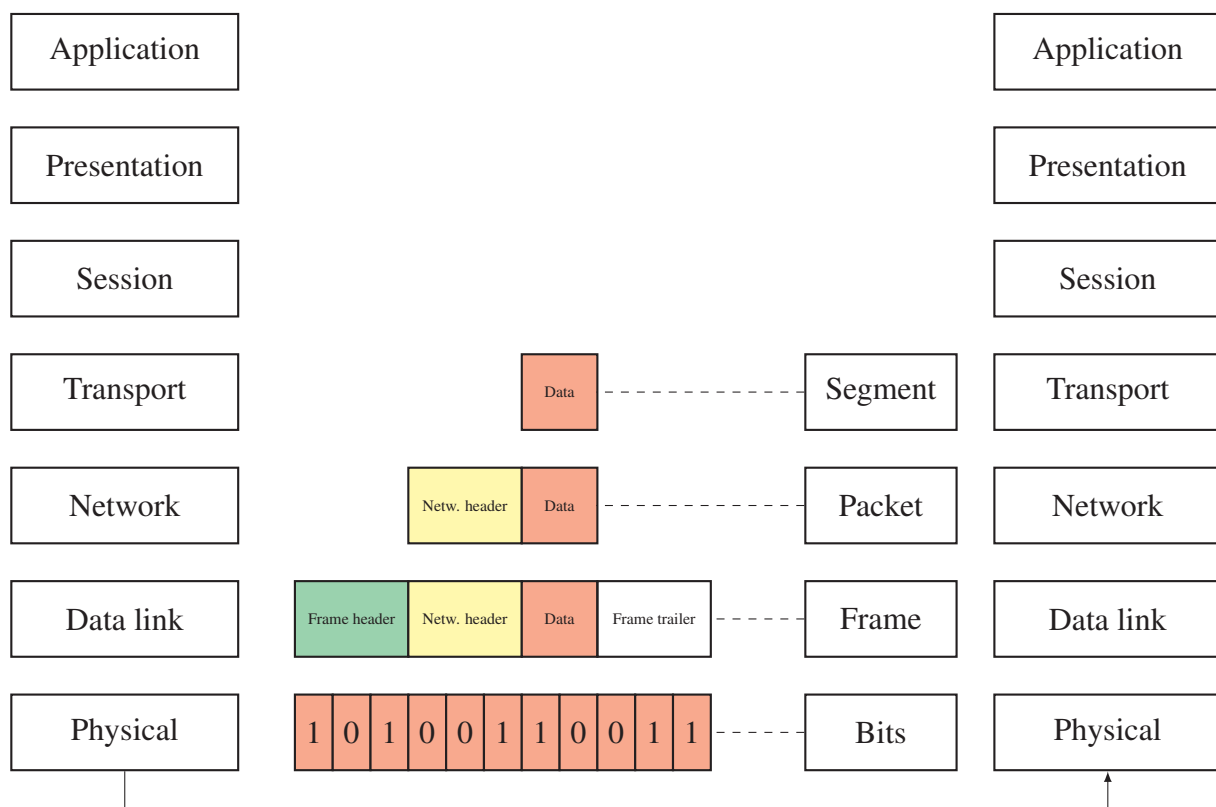 Application Application
Presentation Presentation
Session Session
Transport Data Segment Transport
Network Netw. header Data Packet Network
Data link Frame header Netw. header Data Frame trailer Frame Data link
Physical 1 0 1 0 0 1 1 0 0 1 1 Bits Physical